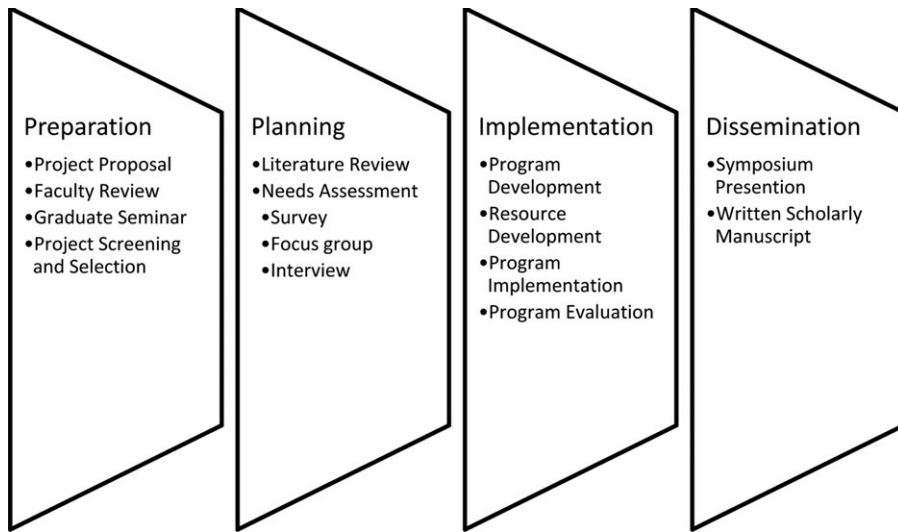 Preparation
•Project Proposal
•Faculty Review
•Graduate Seminar
•Project Screening
and Selection
Planning
•Literature Review
•Needs Assessment
•Survey
•Focus group
•Interview
Implementation
•Program
Development
•Resource
Development
•Program
Implementation
•Program Evaluation
Dissemination
•Symposium
Presention
•Written Scholarly
Manuscript